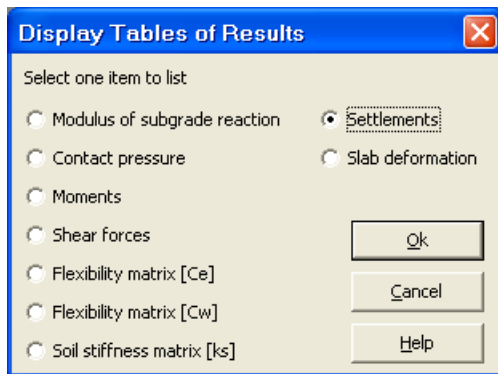 Display Tables of Results
Select one item to list
Modulus of subgrade reaction
Contact pressure
Moments
Shear forces
Flexibility matrix [Ce]
Flexibility matrix [Cw]
Soil stiffness matrix [ks]
Settlements
Slab deformation
Ok
Cancel
Help